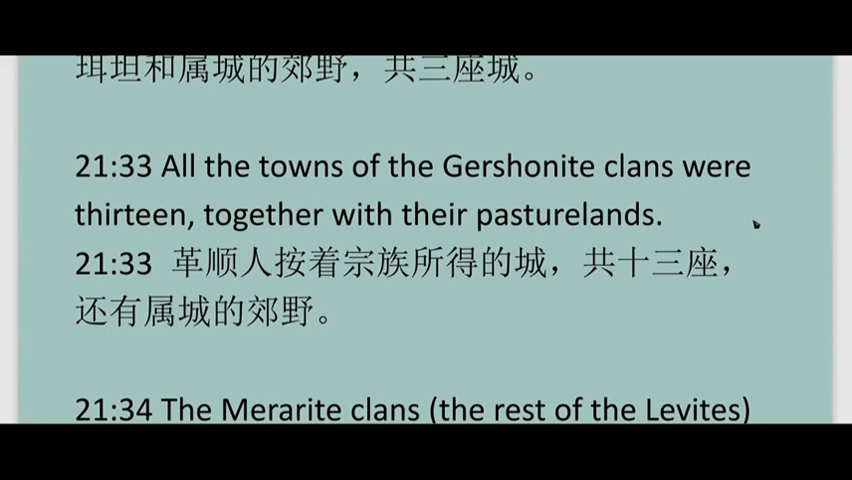 珥坦和属城的郊野，共三座城。
21:33 All the towns of the Gershonite clans were
thirteen, together with their pasturelands.
21:33 革顺人按着宗族所得的城，共十三座，
还有属城的郊野。
21:34 The Merarite clans (the rest of the Levites)